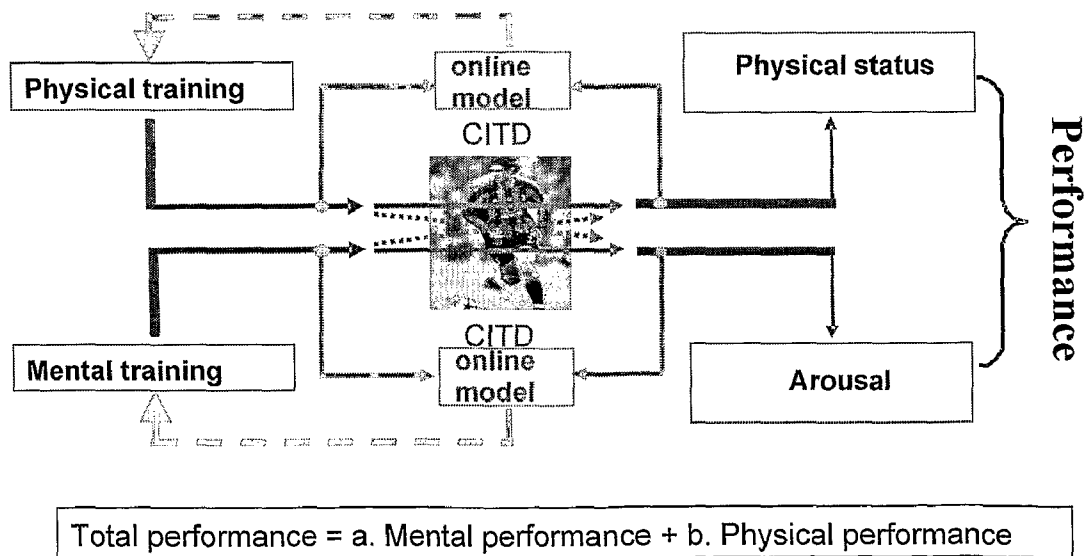 Physical training
online
model
CITD
Physical status
Performance
CITD
online
model
Mental training
Arousal
Total performance = a. Mental performance + b. Physical performance